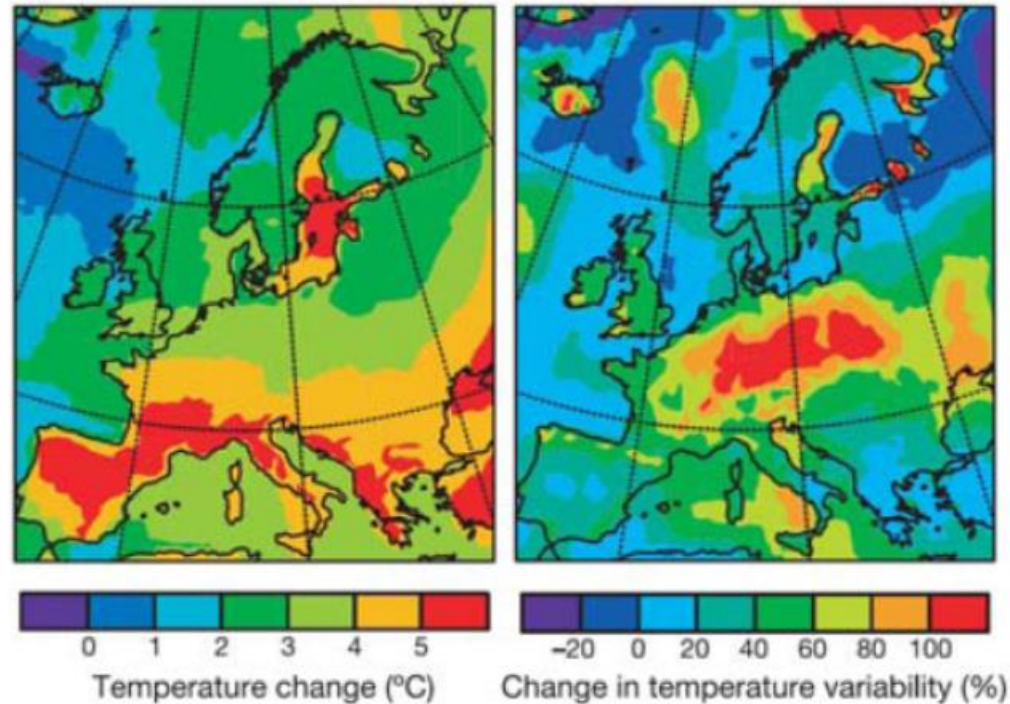 0 1 2 3 4 5
Temperature change (ºC)
–20 0 20 40 60 80 100
Change in temperature variability (%)